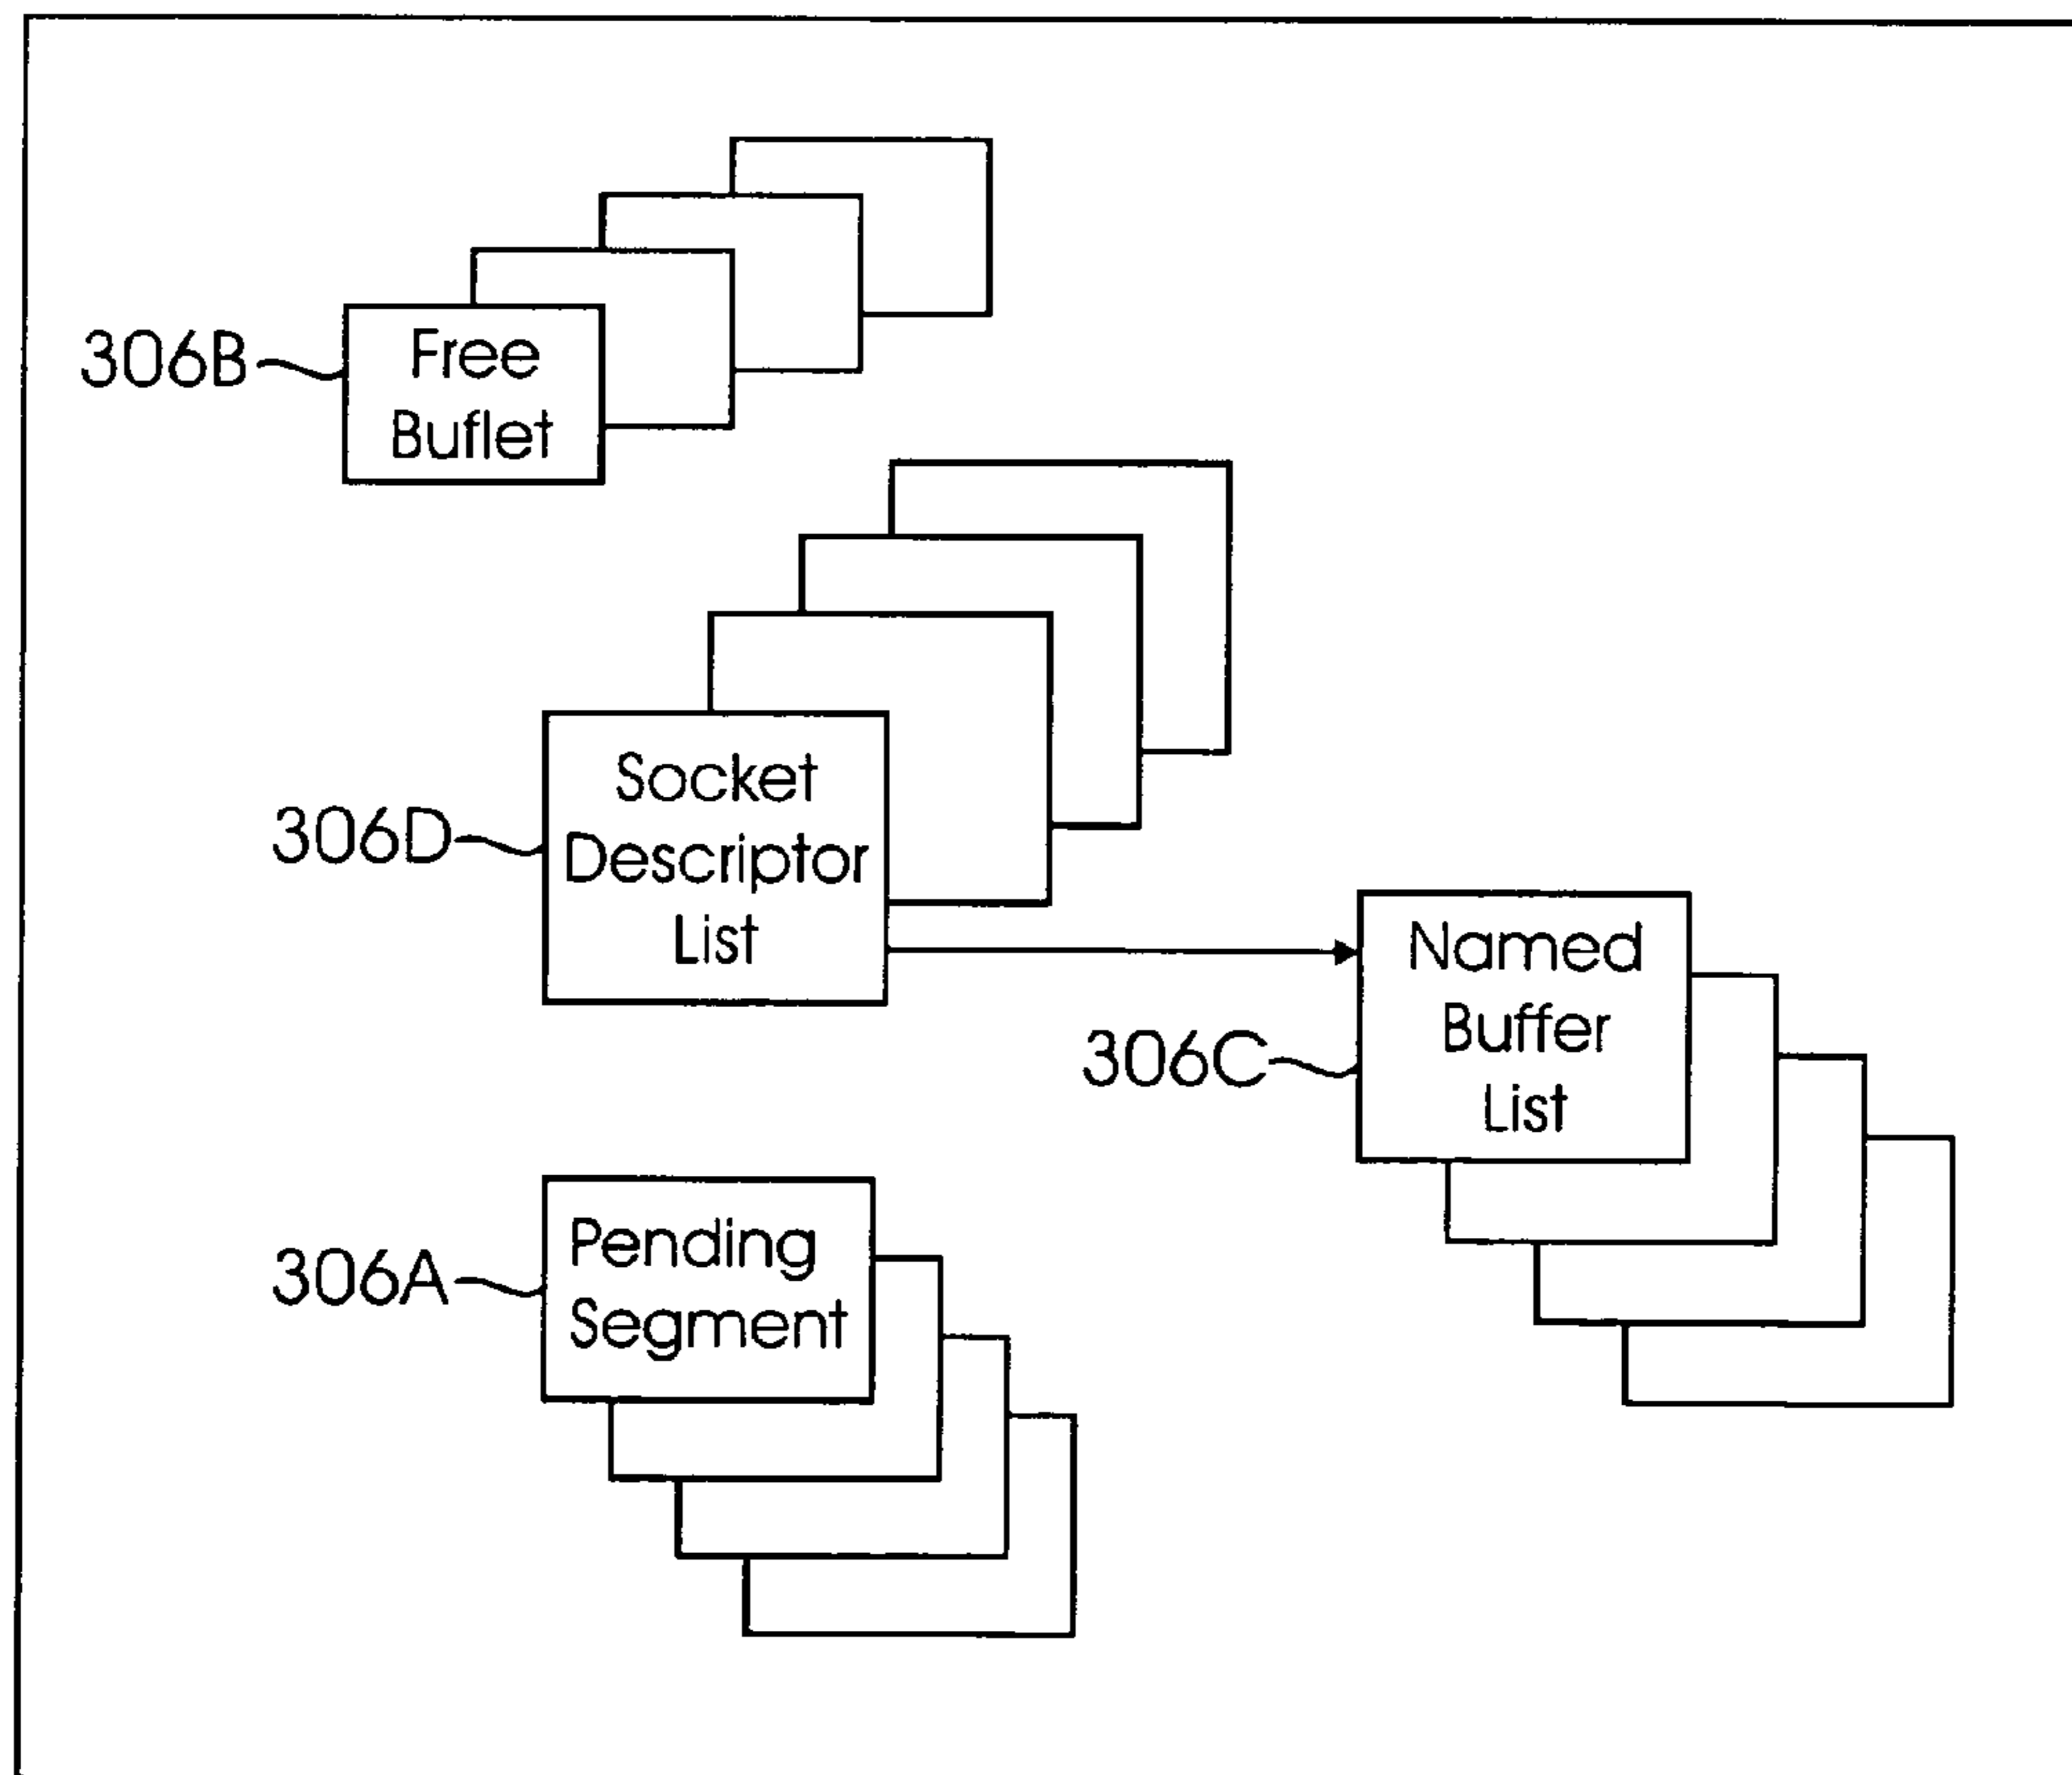 306B
Free
Buflet
306D
Socket
Descriptor
List
306C
Named
Buffer
List
306A
Pending
Segment